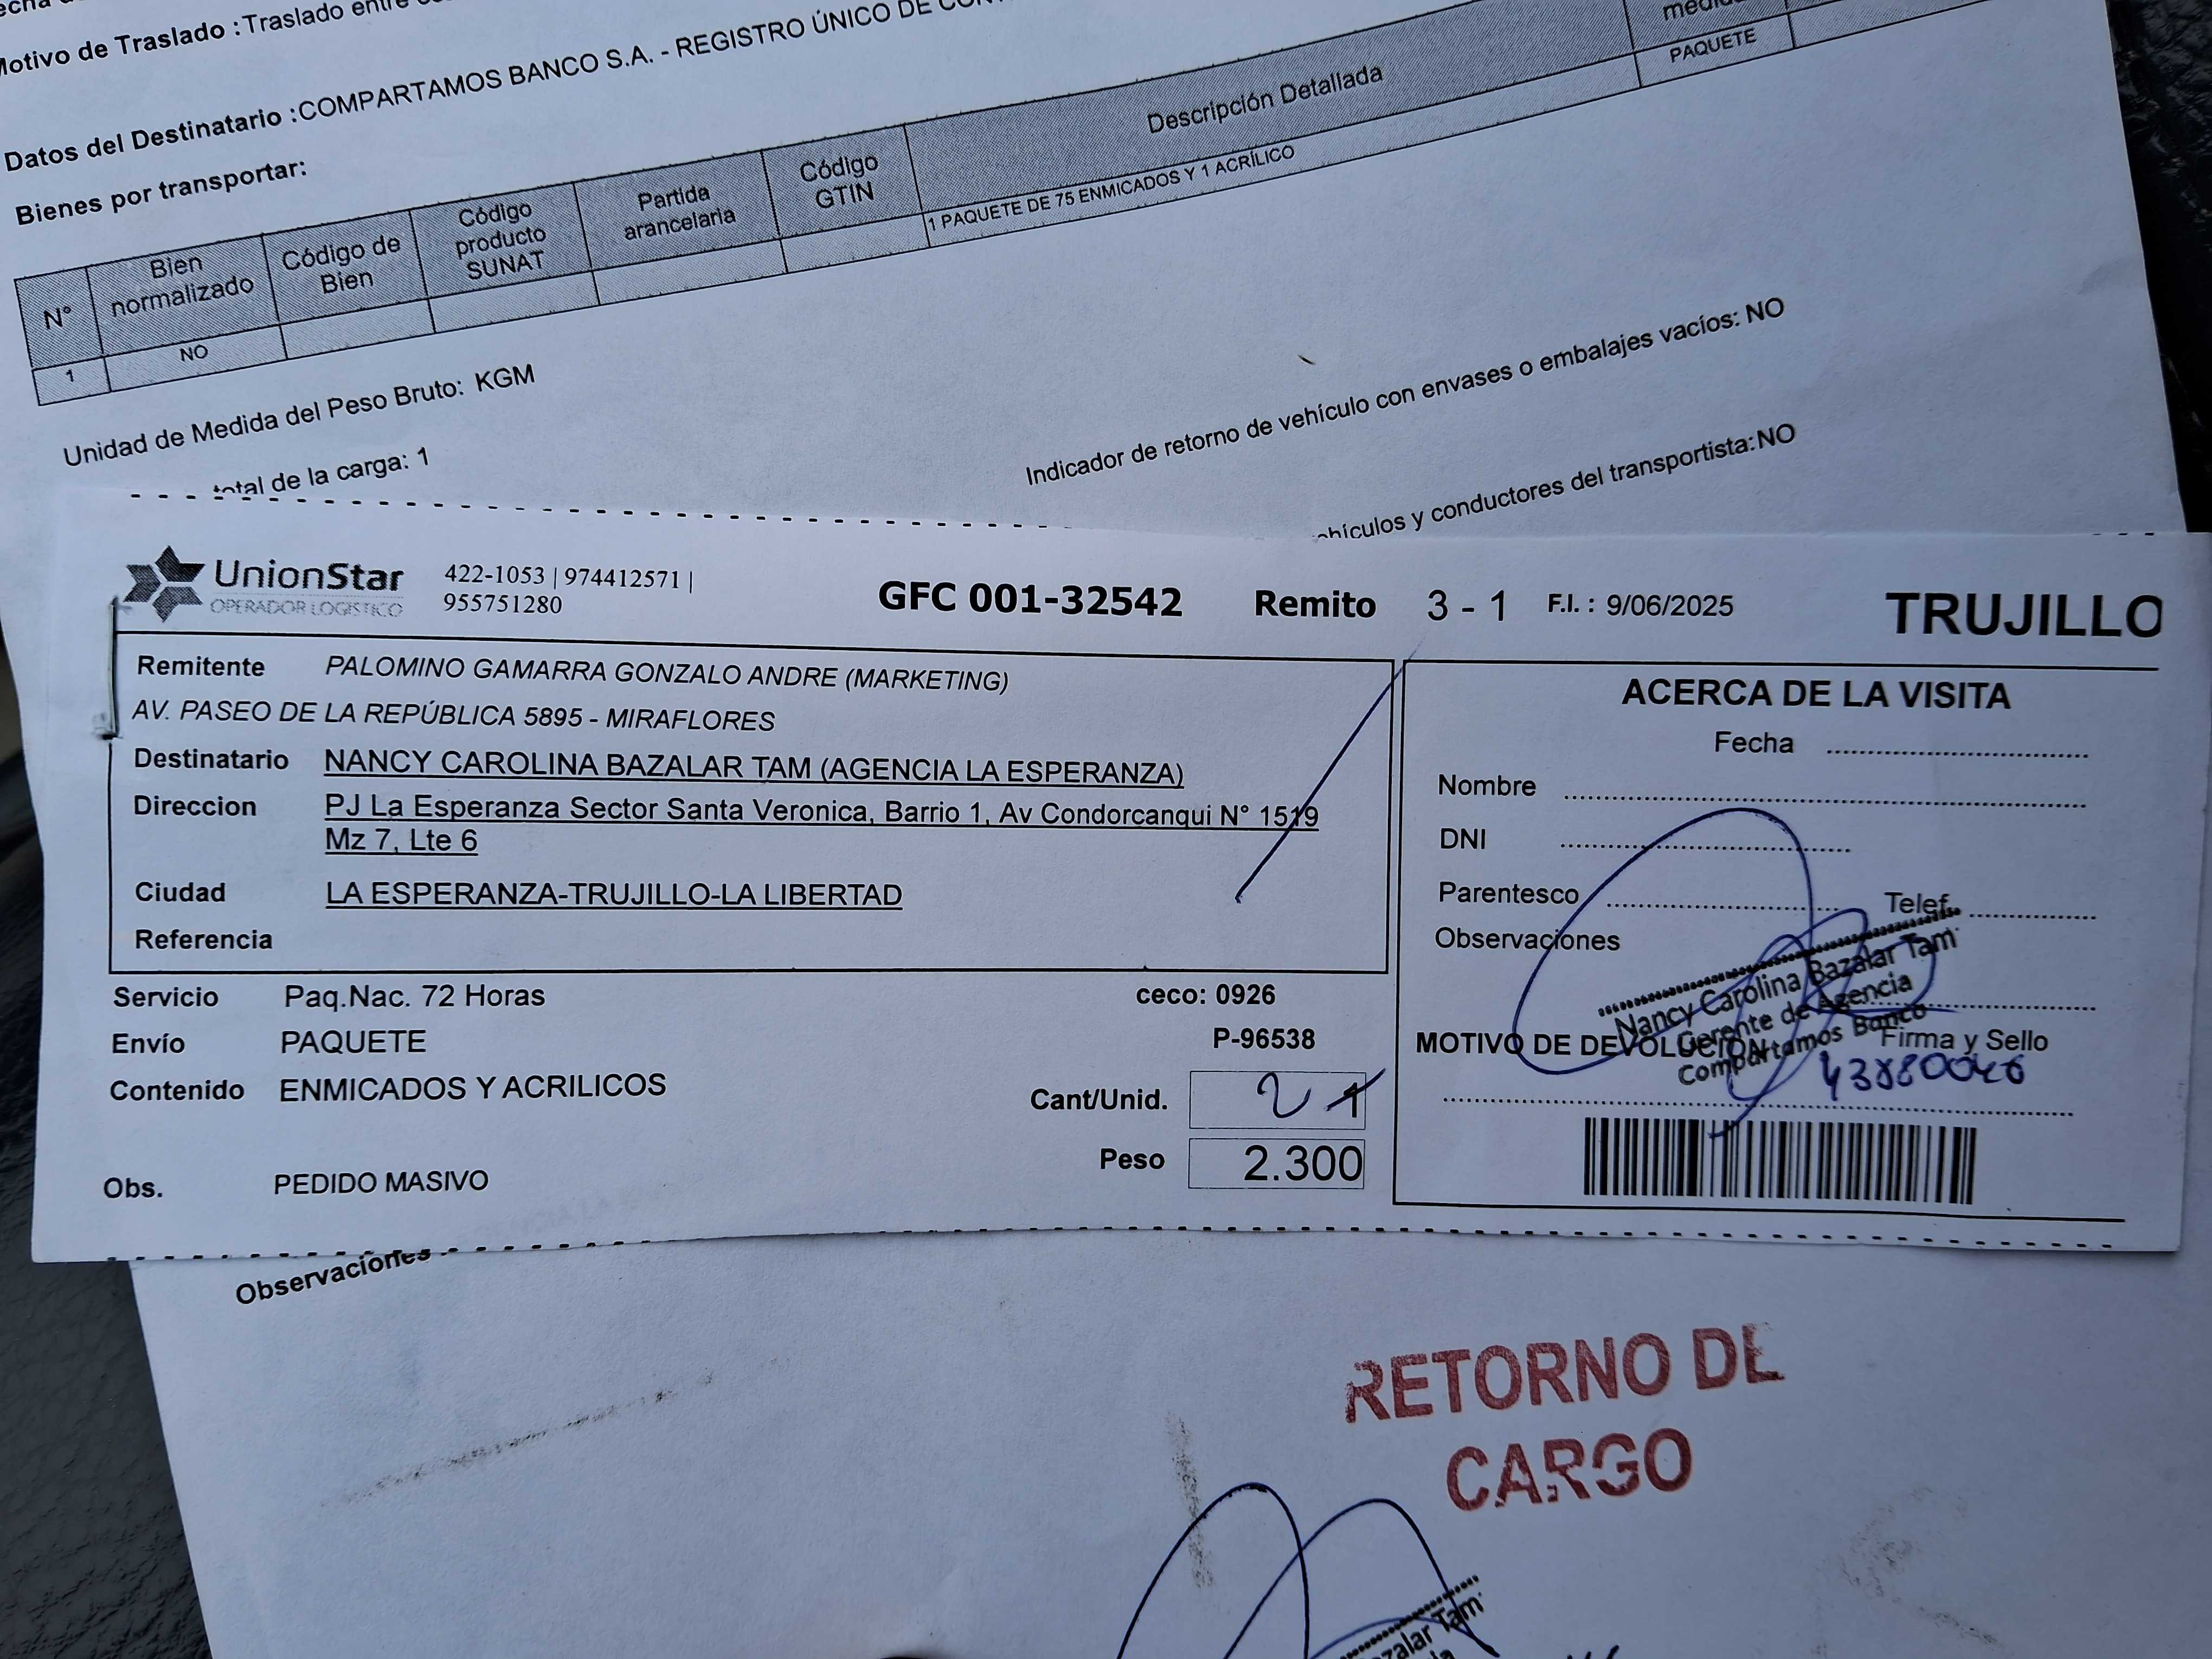 Motivo de Traslado : Traslado entre
Datos del Destinatario : COMPARTAMOS BANCO S.A. - REGISTRO ÚNICO DE
Bienes por transportar:
N° Bien normalizado Código de Bien Código producto SUNAT Partida arancelaria Código GTIN Descripción Detallada
1 NO 1 PAQUETE DE 75 ENMICADOS Y 1 ACRÍLICO PAQUETE
Unidad de Medida del Peso Bruto: KGM
total de la carga: 1
Indicador de retorno de vehículo con envases o embalajes vacíos: NO
vehículos y conductores del transportista: NO
UnionStar
OPERADOR LOGISTICO
422-1053 | 974412571 |
955751280
GFC 001-32542 Remito 3 - 1 F.I. : 9/06/2025 TRUJILLO
Remitente PALOMINO GAMARRA GONZALO ANDRE (MARKETING)
AV. PASEO DE LA REPÚBLICA 5895 - MIRAFLORES
Destinatario NANCY CAROLINA BAZALAR TAM (AGENCIA LA ESPERANZA)
Direccion PJ La Esperanza Sector Santa Veronica, Barrio 1, Av Condorcanqui N° 1519
Mz 7, Lte 6
Ciudad LA ESPERANZA-TRUJILLO-LA LIBERTAD
Referencia
Servicio Paq.Nac. 72 Horas ceco: 0926
Envío PAQUETE P-96538
Contenido ENMICADOS Y ACRILICOS
Cant/Unid. 2 1
Peso 2.300
Obs. PEDIDO MASIVO
ACERCA DE LA VISITA
Fecha
Nombre
DNI
Parentesco Telef.
Observaciones
Nancy Carolina Bazalar Tam
Gerente de Agencia
Compartamos Banco
MOTIVO DE DEVOLUCION Firma y Sello
Observaciones
RETORNO DE
CARGO
Bazalar Tam